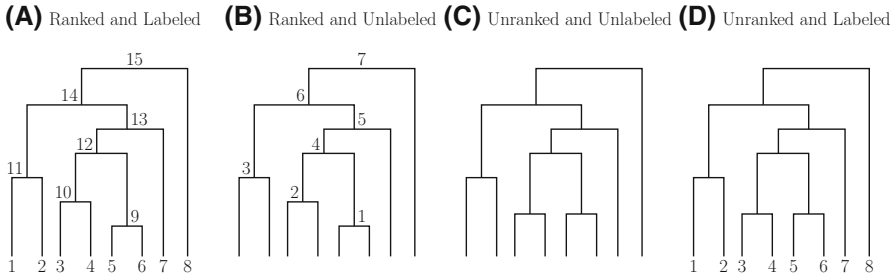 (A) Ranked and Labeled
(B) Ranked and Unlabeled
(C) Unranked and Unlabeled
(D) Unranked and Labeled
15
14
13
12
11
10
9
1 2 3 4 5 6 7 8
7
6
5
4
3
2
1
1 2 3 4 5 6 7 8